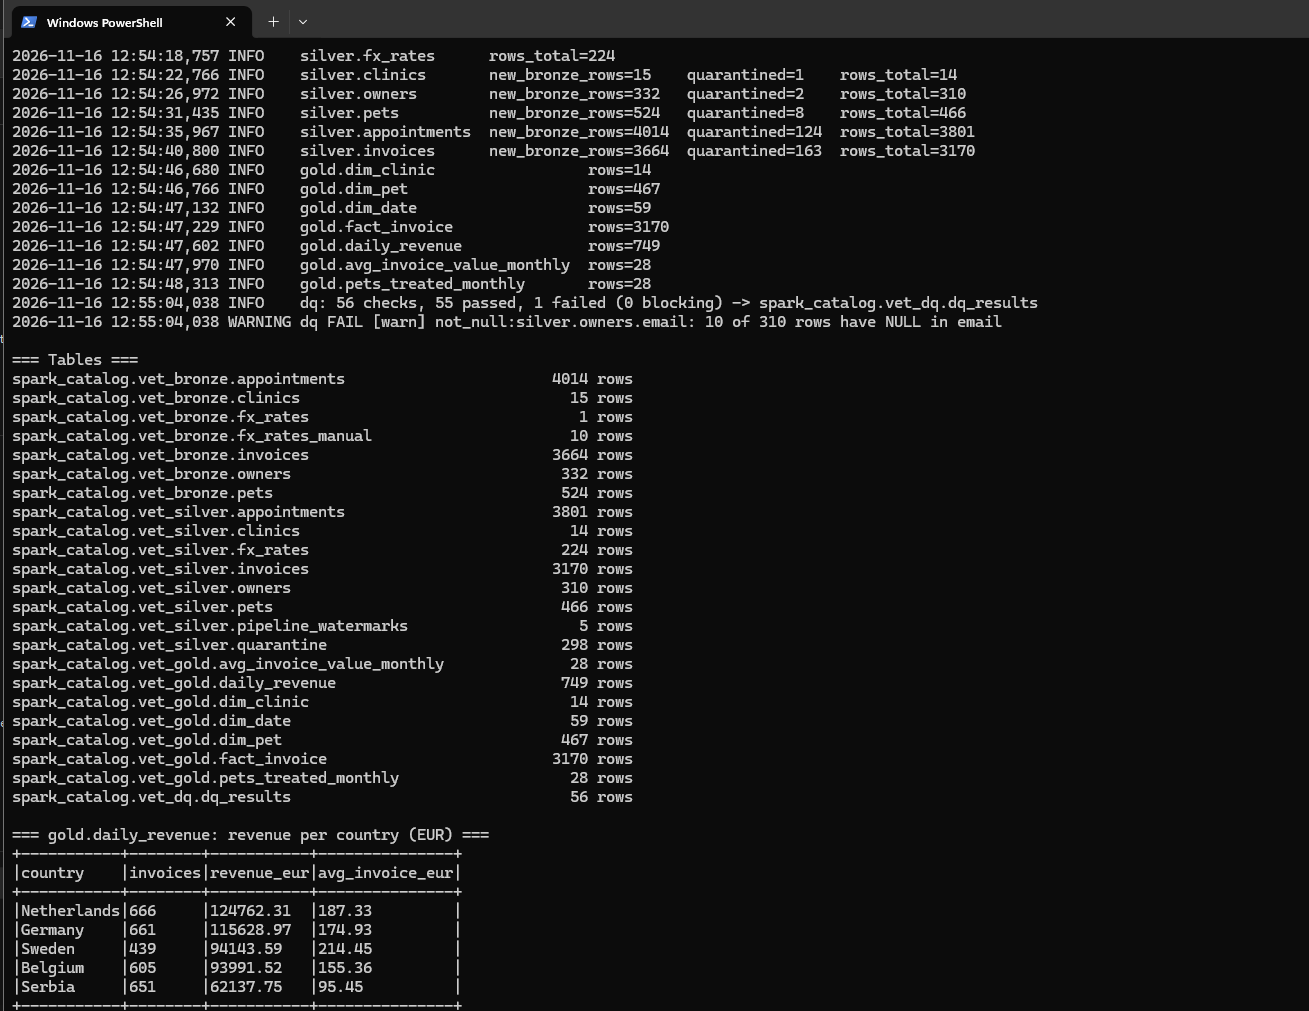 Windows PowerShell
2026-11-16 12:54:18,757 INFO    silver.fx_rates      rows_total=224
2026-11-16 12:54:22,766 INFO    silver.clinics       new_bronze_rows=15    quarantined=1    rows_total=14
2026-11-16 12:54:26,972 INFO    silver.owners        new_bronze_rows=332   quarantined=2    rows_total=310
2026-11-16 12:54:31,435 INFO    silver.pets          new_bronze_rows=524   quarantined=8    rows_total=466
2026-11-16 12:54:35,967 INFO    silver.appointments  new_bronze_rows=4014  quarantined=124  rows_total=3801
2026-11-16 12:54:40,800 INFO    silver.invoices      new_bronze_rows=3664  quarantined=163  rows_total=3170
2026-11-16 12:54:46,680 INFO    gold.dim_clinic                 rows=14
2026-11-16 12:54:46,766 INFO    gold.dim_pet                    rows=467
2026-11-16 12:54:47,132 INFO    gold.dim_date                   rows=59
2026-11-16 12:54:47,229 INFO    gold.fact_invoice               rows=3170
2026-11-16 12:54:47,602 INFO    gold.daily_revenue              rows=749
2026-11-16 12:54:47,970 INFO    gold.avg_invoice_value_monthly  rows=28
2026-11-16 12:54:48,313 INFO    gold.pets_treated_monthly       rows=28
2026-11-16 12:55:04,038 INFO    dq: 56 checks, 55 passed, 1 failed (0 blocking) -> spark_catalog.vet_dq.dq_results
2026-11-16 12:55:04,038 WARNING dq FAIL [warn] not_null:silver.owners.email: 10 of 310 rows have NULL in email
=== Tables ===
spark_catalog.vet_bronze.appointments                       4014 rows
spark_catalog.vet_bronze.clinics                              15 rows
spark_catalog.vet_bronze.fx_rates                              1 rows
spark_catalog.vet_bronze.fx_rates_manual                      10 rows
spark_catalog.vet_bronze.invoices                           3664 rows
spark_catalog.vet_bronze.owners                              332 rows
spark_catalog.vet_bronze.pets                                524 rows
spark_catalog.vet_silver.appointments                       3801 rows
spark_catalog.vet_silver.clinics                              14 rows
spark_catalog.vet_silver.fx_rates                            224 rows
spark_catalog.vet_silver.invoices                           3170 rows
spark_catalog.vet_silver.owners                              310 rows
spark_catalog.vet_silver.pets                                466 rows
spark_catalog.vet_silver.pipeline_watermarks                   5 rows
spark_catalog.vet_silver.quarantine                          298 rows
spark_catalog.vet_gold.avg_invoice_value_monthly              28 rows
spark_catalog.vet_gold.daily_revenue                         749 rows
spark_catalog.vet_gold.dim_clinic                             14 rows
spark_catalog.vet_gold.dim_date                               59 rows
spark_catalog.vet_gold.dim_pet                               467 rows
spark_catalog.vet_gold.fact_invoice                         3170 rows
spark_catalog.vet_gold.pets_treated_monthly                   28 rows
spark_catalog.vet_dq.dq_results                               56 rows
=== gold.daily_revenue: revenue per country (EUR) ===
+-----------+--------+-----------+---------------+
|country    |invoices|revenue_eur|avg_invoice_eur|
+-----------+--------+-----------+---------------+
|Netherlands|666     |124762.31  |187.33         |
|Germany    |661     |115628.97  |174.93         |
|Sweden     |439     |94143.59   |214.45         |
|Belgium    |605     |93991.52   |155.36         |
|Serbia     |651     |62137.75   |95.45          |
+-----------+--------+-----------+---------------+